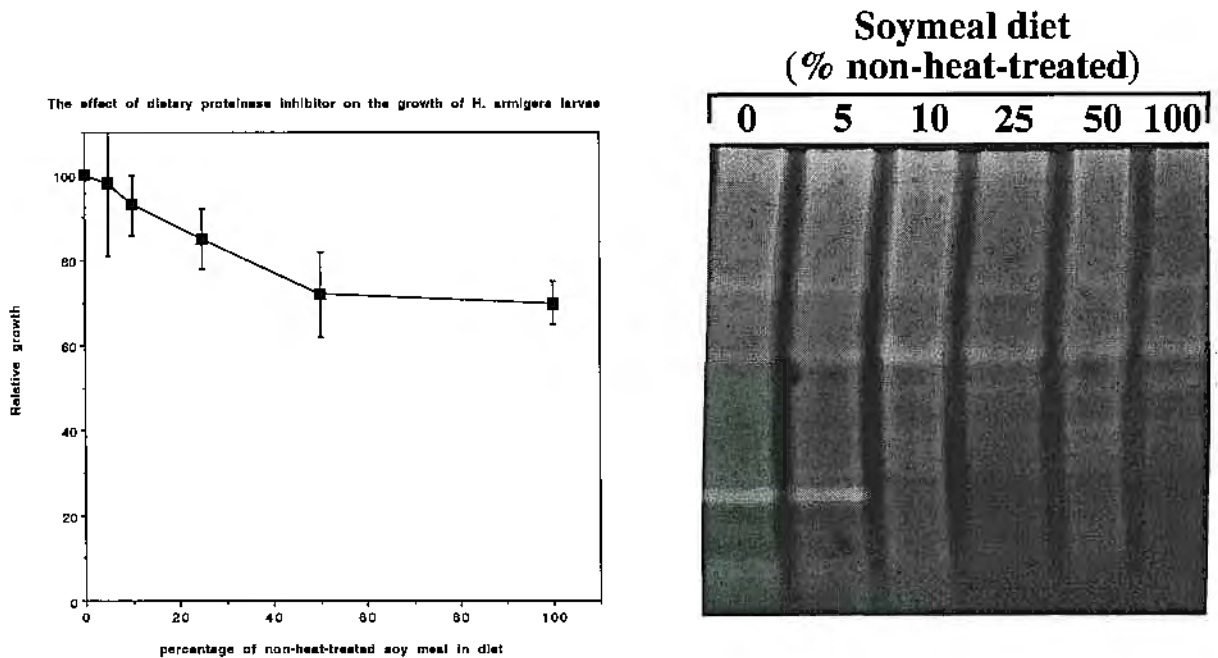 The effect of dietary proteinase inhibitor on the growth of H. armigera larvae
100
80
60
40
20
0
Relative growth
0 20 40 60 80 100
percentage of non-heat-treated soy meal in diet
Soymeal diet
(% non-heat-treated)
0 5 10 25 50 100